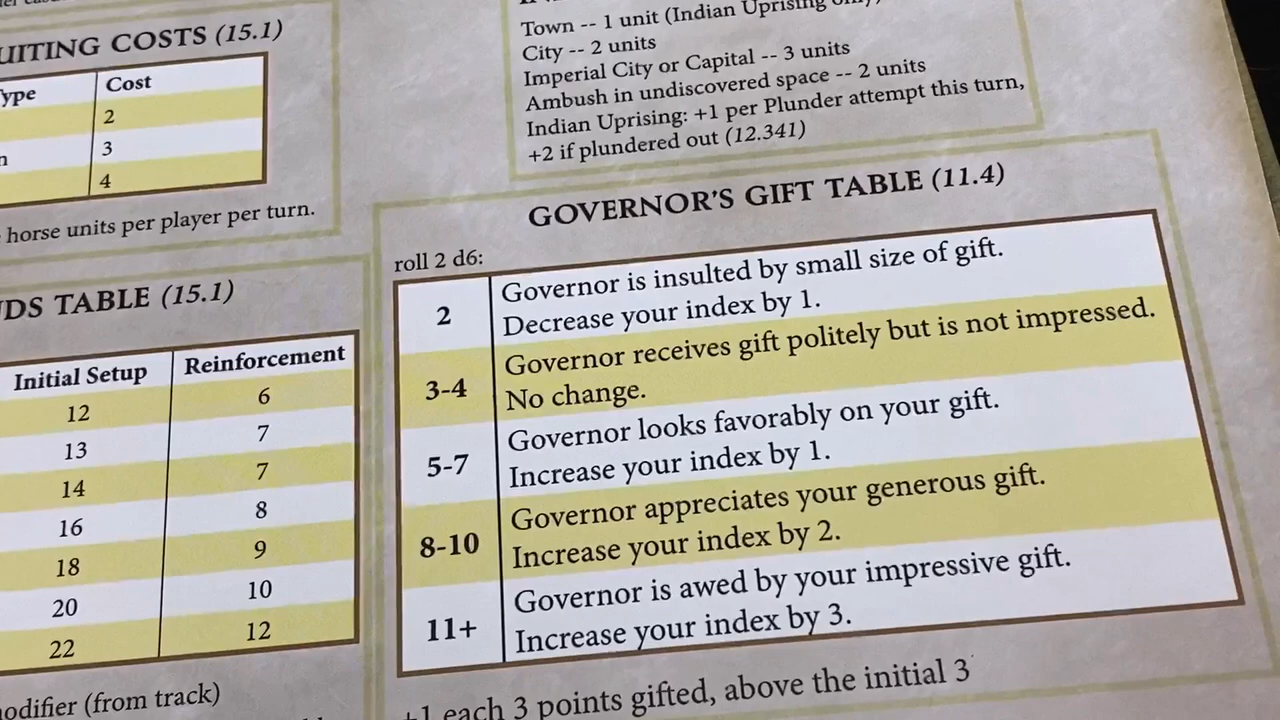 UITING COSTS (15.1)
ype Cost
2
n 3
4
horse units per player per turn.
Town -- 1 unit (Indian Uprising only)
City -- 2 units
Imperial City or Capital -- 3 units
Ambush in undiscovered space -- 2 units
Indian Uprising: +1 per Plunder attempt this turn,
+2 if plundered out (12.341)
DS TABLE (15.1)
Initial Setup Reinforcement
12 6
13 7
14 7
16 8
18 9
20 10
22 12
odifier (from track)
GOVERNOR'S GIFT TABLE (11.4)
roll 2 d6:
2 Governor is insulted by small size of gift.
Decrease your index by 1.
3-4 Governor receives gift politely but is not impressed.
No change.
5-7 Governor looks favorably on your gift.
Increase your index by 1.
8-10 Governor appreciates your generous gift.
Increase your index by 2.
11+ Governor is awed by your impressive gift.
Increase your index by 3.
+1 each 3 points gifted, above the initial 3